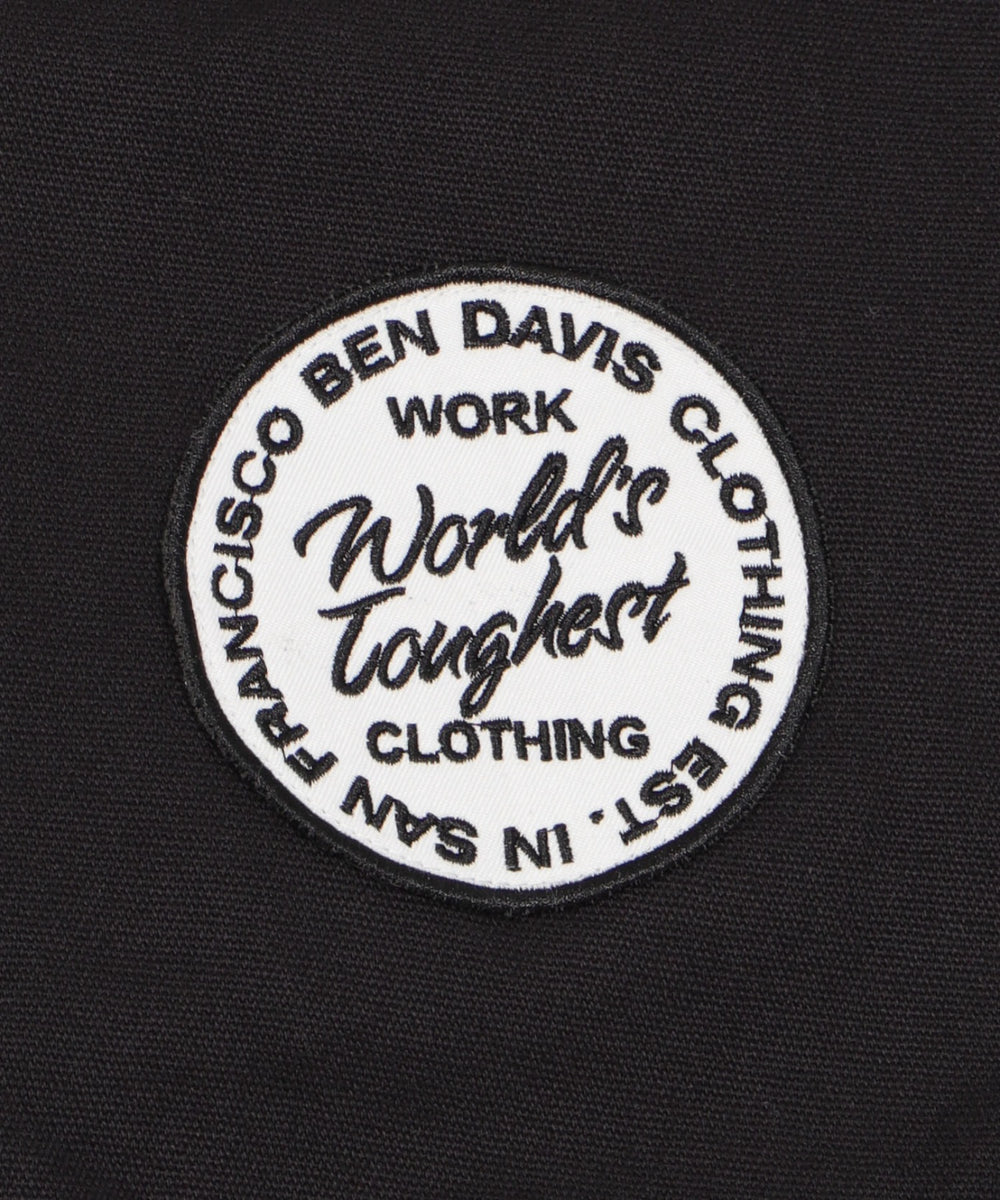 BEN DAVIS CLOTHING EST. IN SAN FRANCISCO
WORK
World's
Toughest
CLOTHING